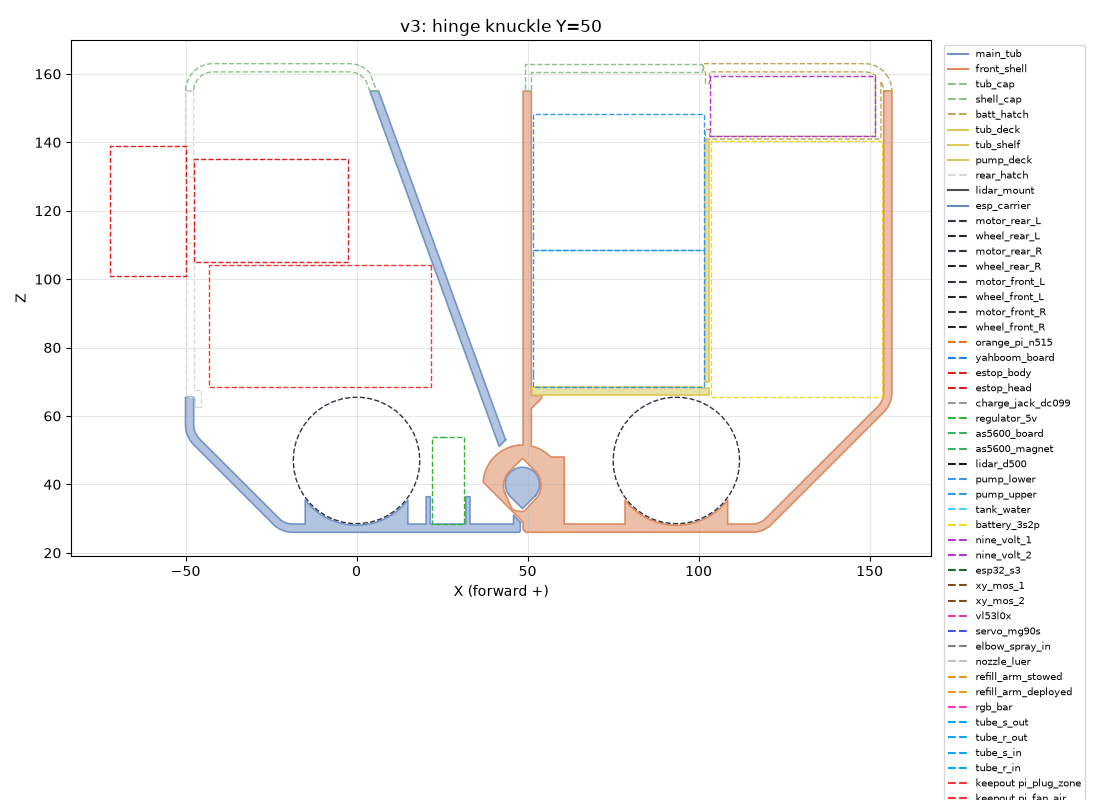 v3: hinge knuckle Y=50
160
140
120
100
80
60
40
20
Z
−50
0
50
100
150
X (forward +)
main_tub
front_shell
tub_cap
shell_cap
batt_hatch
tub_deck
tub_shelf
pump_deck
rear_hatch
lidar_mount
esp_carrier
motor_rear_L
wheel_rear_L
motor_rear_R
wheel_rear_R
motor_front_L
wheel_front_L
motor_front_R
wheel_front_R
orange_pi_n515
yahboom_board
estop_body
estop_head
charge_jack_dc099
regulator_5v
as5600_board
as5600_magnet
lidar_d500
pump_lower
pump_upper
tank_water
battery_3s2p
nine_volt_1
nine_volt_2
esp32_s3
xy_mos_1
xy_mos_2
vl53l0x
servo_mg90s
elbow_spray_in
nozzle_luer
refill_arm_stowed
refill_arm_deployed
rgb_bar
tube_s_out
tube_r_out
tube_s_in
tube_r_in
keepout pi_plug_zone
keepout pi_fan_air